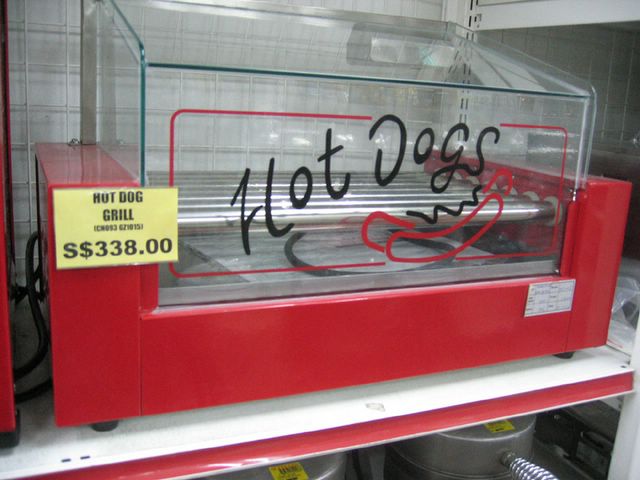 HOT DOG
GRILL
(CN093 GZ1015)
S$338.00
Hot Dogs